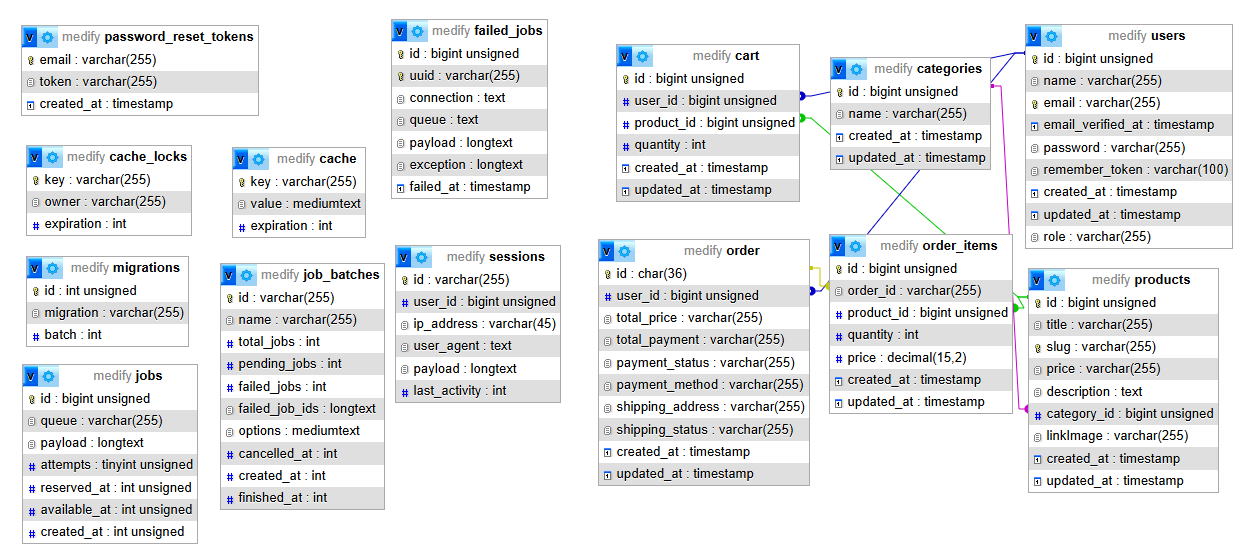 medify password_reset_tokens
email : varchar(255)
token : varchar(255)
created_at : timestamp
medify failed_jobs
id : bigint unsigned
uuid : varchar(255)
connection : text
queue : text
payload : longtext
exception : longtext
failed_at : timestamp
medify cart
id : bigint unsigned
user_id : bigint unsigned
product_id : bigint unsigned
quantity : int
created_at : timestamp
updated_at : timestamp
medify categories
id : bigint unsigned
name : varchar(255)
created_at : timestamp
updated_at : timestamp
medify users
id : bigint unsigned
name : varchar(255)
email : varchar(255)
email_verified_at : timestamp
password : varchar(255)
remember_token : varchar(100)
created_at : timestamp
updated_at : timestamp
role : varchar(255)
medify cache_locks
key : varchar(255)
owner : varchar(255)
expiration : int
medify cache
key : varchar(255)
value : mediumtext
expiration : int
medify migrations
id : int unsigned
migration : varchar(255)
batch : int
medify job_batches
id : varchar(255)
name : varchar(255)
total_jobs : int
pending_jobs : int
failed_jobs : int
failed_job_ids : longtext
options : mediumtext
cancelled_at : int
created_at : int
finished_at : int
medify sessions
id : varchar(255)
user_id : bigint unsigned
ip_address : varchar(45)
user_agent : text
payload : longtext
last_activity : int
medify order
id : char(36)
user_id : bigint unsigned
total_price : varchar(255)
total_payment : varchar(255)
payment_status : varchar(255)
payment_method : varchar(255)
shipping_address : varchar(255)
shipping_status : varchar(255)
created_at : timestamp
updated_at : timestamp
medify order_items
id : bigint unsigned
order_id : varchar(255)
product_id : bigint unsigned
quantity : int
price : decimal(15,2)
created_at : timestamp
updated_at : timestamp
medify products
id : bigint unsigned
title : varchar(255)
slug : varchar(255)
price : varchar(255)
description : text
category_id : bigint unsigned
linkImage : varchar(255)
created_at : timestamp
updated_at : timestamp
medify jobs
id : bigint unsigned
queue : varchar(255)
payload : longtext
attempts : tinyint unsigned
reserved_at : int unsigned
available_at : int unsigned
created_at : int unsigned